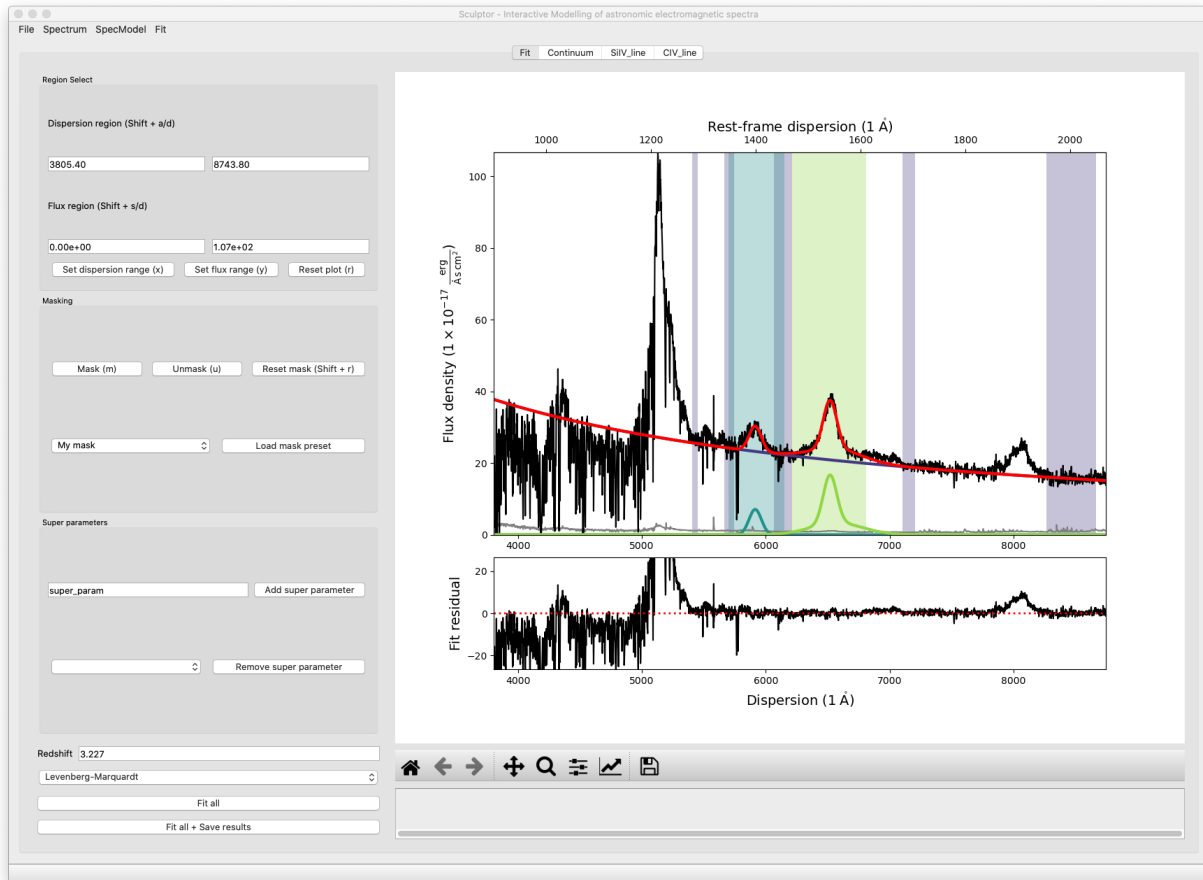 Sculptor - Interactive Modelling of astronomic electromagnetic spectra
File Spectrum SpecModel Fit
Fit Continuum SiIV_line CIV_line
Region Select
Dispersion region (Shift + a/d)
3805.40 8743.80
Flux region (Shift + s/d)
0.00e+00 1.07e+02
Set dispersion range (x) Set flux range (y) Reset plot (r)
Masking
Mask (m) Unmask (u) Reset mask (Shift + r)
My mask Load mask preset
Super parameters
super_param Add super parameter
Remove super parameter
Redshift 3.227
Levenberg-Marquardt
Fit all
Fit all + Save results
Rest-frame dispersion (1 Å)
1000 1200 1400 1600 1800 2000
Flux density (1 × 10⁻¹⁷ erg / Å s cm²)
100
80
60
40
20
0
4000 5000 6000 7000 8000
Fit residual
20
0
−20
4000 5000 6000 7000 8000
Dispersion (1 Å)